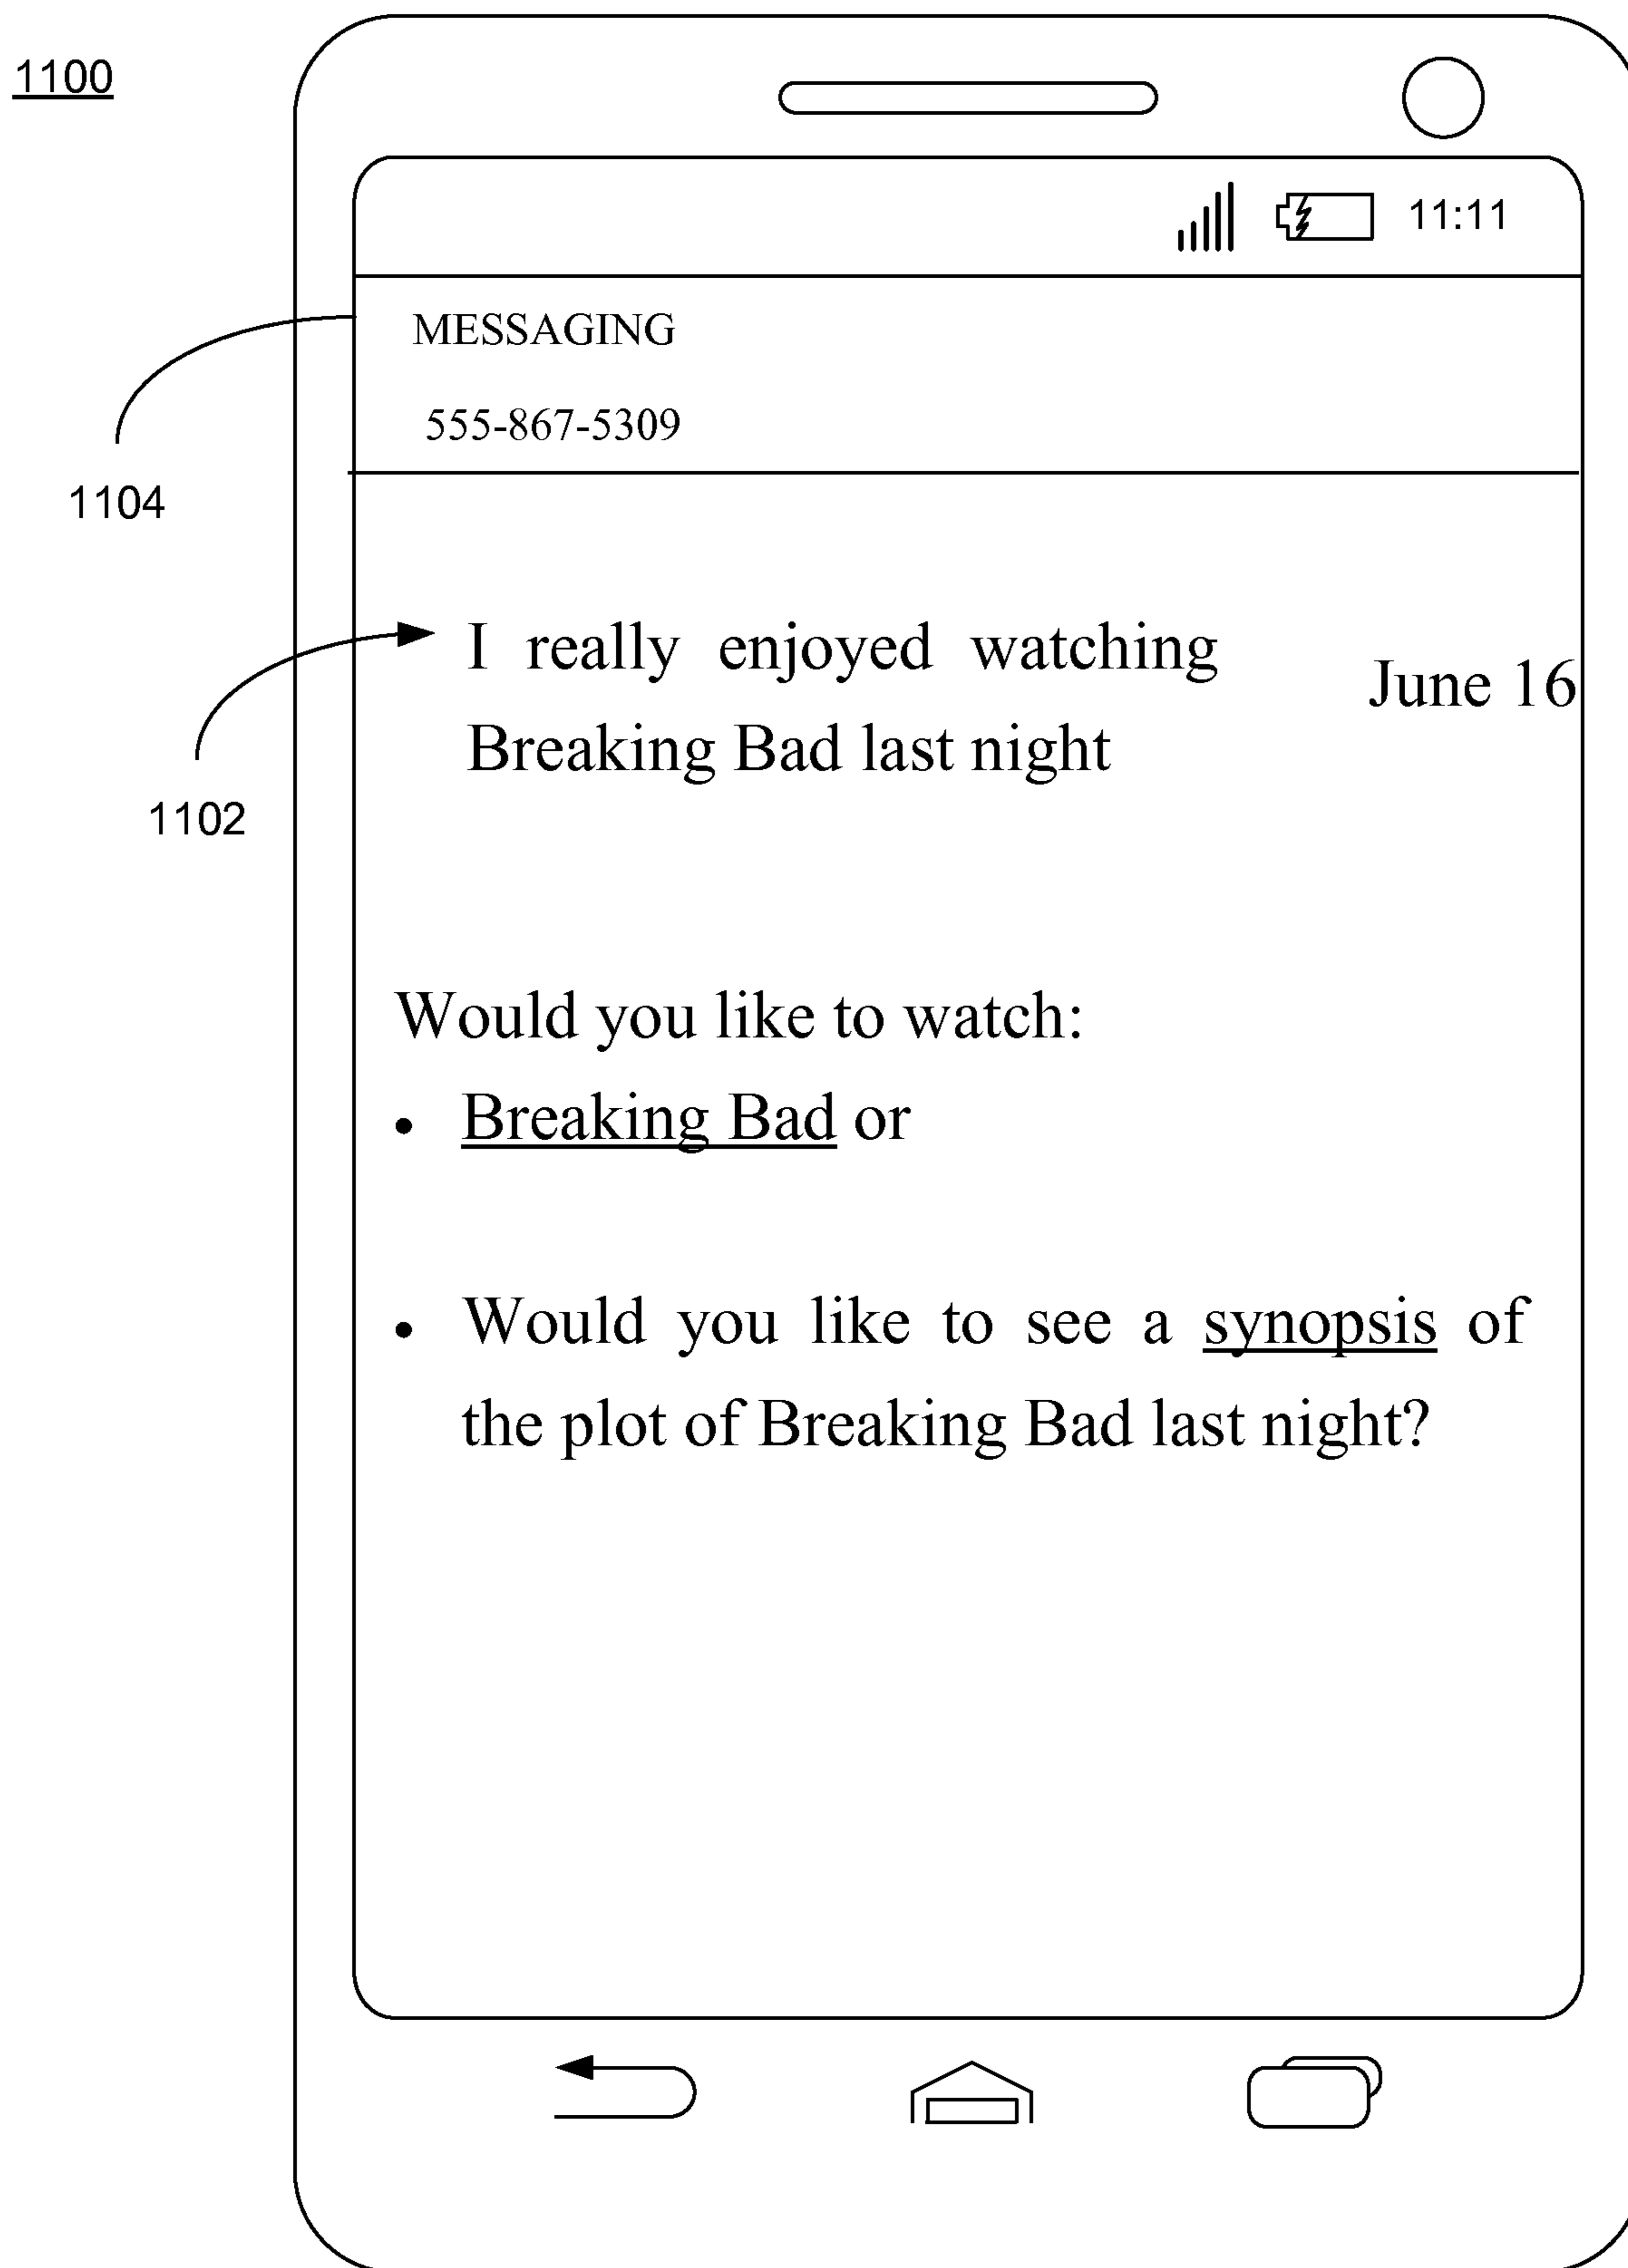 1100
11:11
MESSAGING
555-867-5309
1104
I really enjoyed watching
June 16
Breaking Bad last night
1102
Would you like to watch:
• Breaking Bad or
• Would you like to see a synopsis of
the plot of Breaking Bad last night?